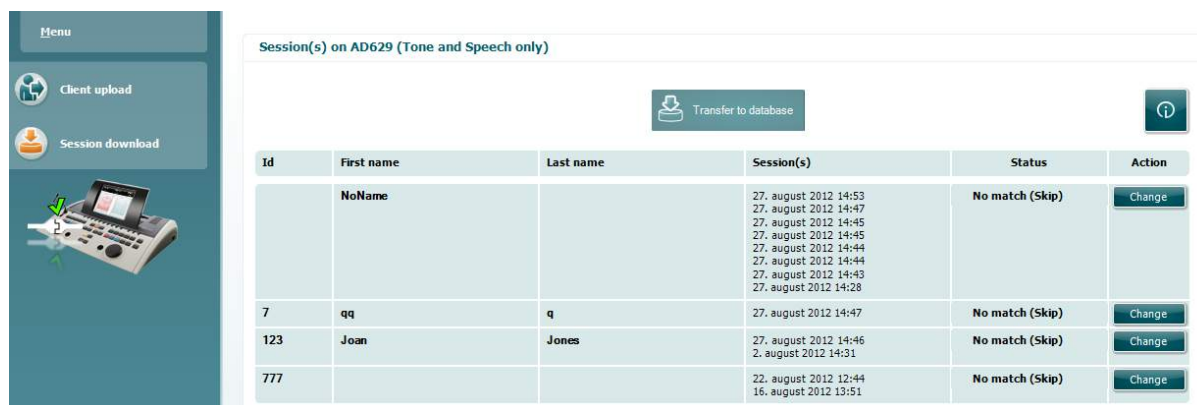 Menu
Client upload
Session download
Session(s) on AD629 (Tone and Speech only)
Transfer to database
Id First name Last name Session(s) Status Action
NoName 27. august 2012 14:53 No match (Skip) Change
27. august 2012 14:47
27. august 2012 14:45
27. august 2012 14:45
27. august 2012 14:44
27. august 2012 14:44
27. august 2012 14:43
27. august 2012 14:28
7 qq q 27. august 2012 14:47 No match (Skip) Change
123 Joan Jones 27. august 2012 14:46 No match (Skip) Change
2. august 2012 14:31
777 22. august 2012 12:44 No match (Skip) Change
16. august 2012 13:51